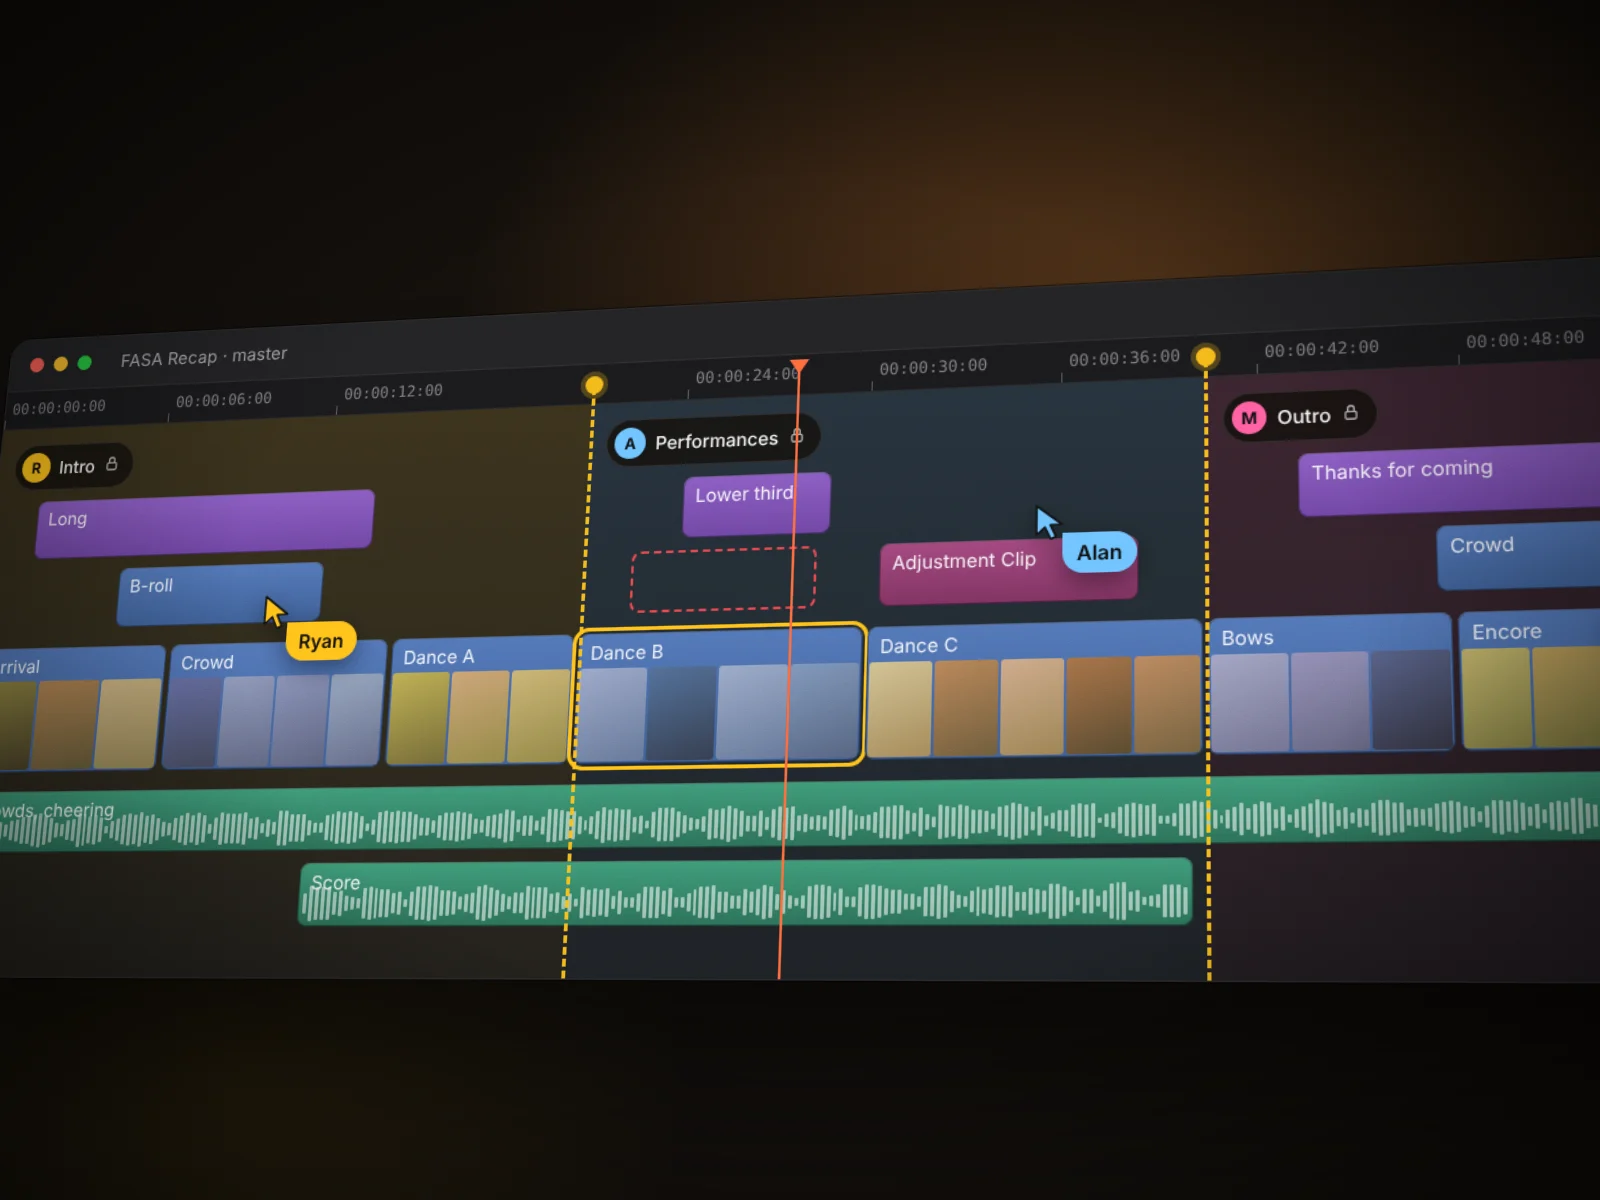 FASA Recap · master
00:00:00:00
00:00:06:00
00:00:12:00
00:00:24:00
00:00:30:00
00:00:36:00
00:00:42:00
00:00:48:00
R Intro
A Performances
M Outro
Long
Lower third
Thanks for coming
B-roll
Adjustment Clip
Crowd
Ryan
Alan
rrival
Crowd
Dance A
Dance B
Dance C
Bows
Encore
wds_cheering
Score